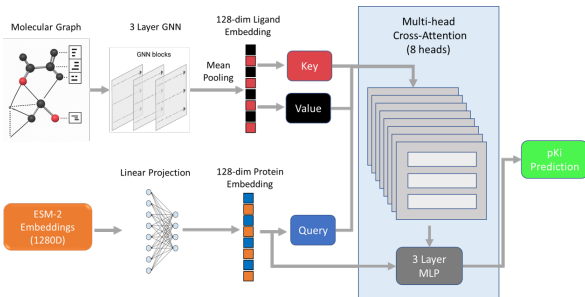 Molecular Graph
3 Layer GNN
GNN blocks
Mean
Pooling
128-dim Ligand
Embedding
Key
Value
Multi-head
Cross-Attention
(8 heads)
pKi
Prediction
ESM-2
Embeddings
(1280D)
Linear Projection
128-dim Protein
Embedding
Query
3 Layer
MLP